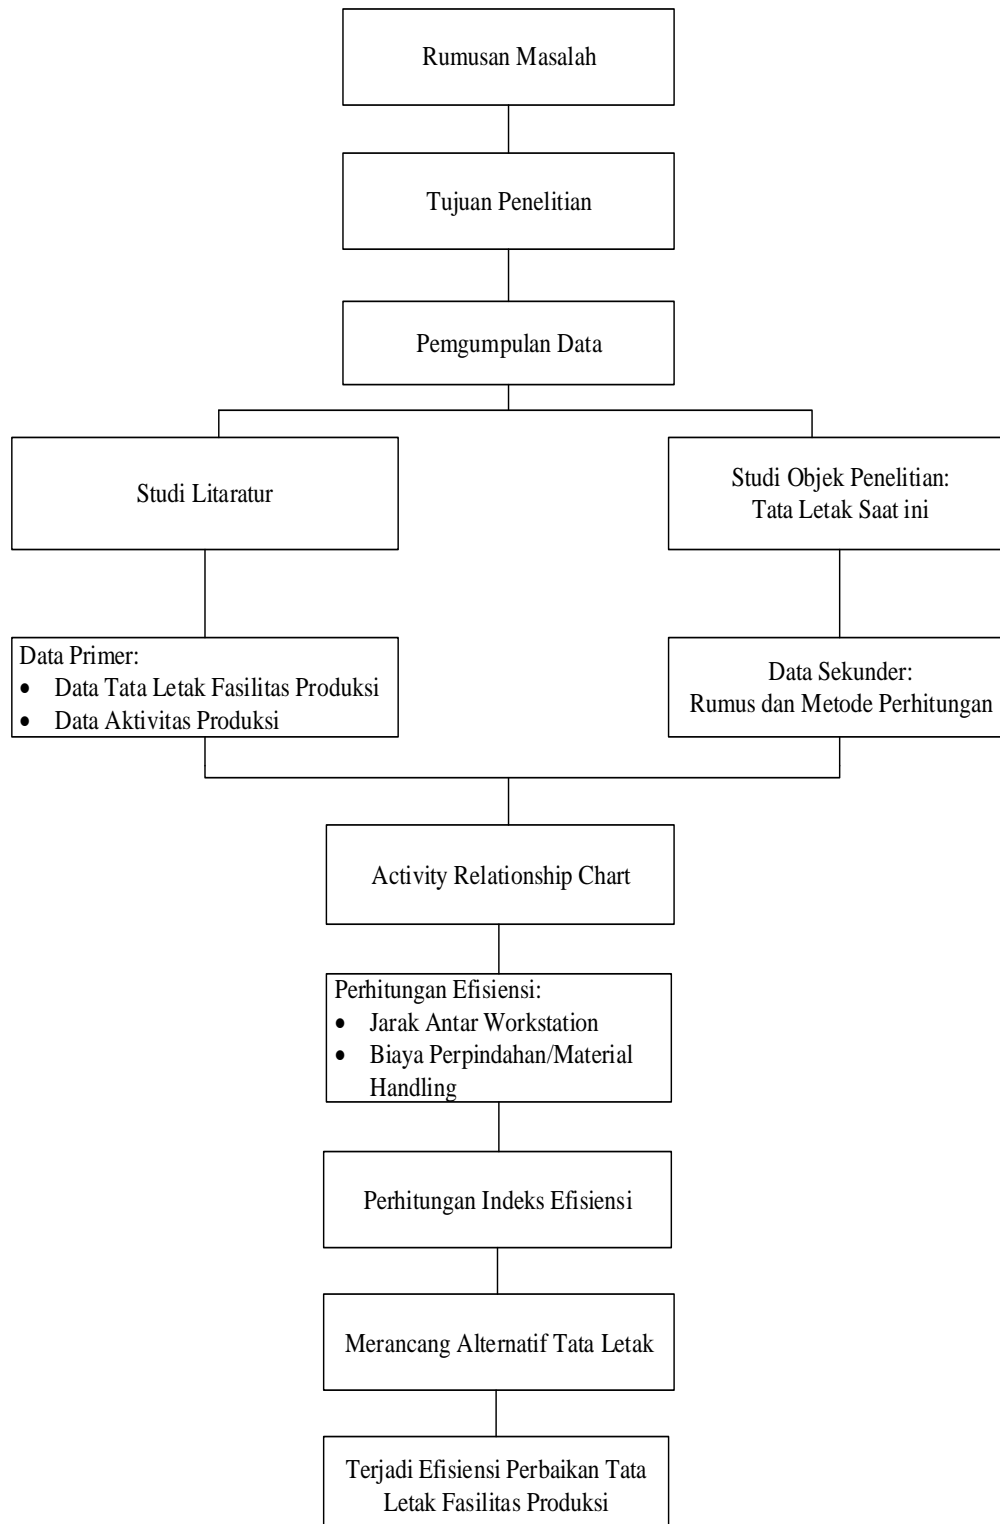 Rumusan Masalah
Tujuan Penelitian
Pemgumpulan Data
Studi Litaratur
Studi Objek Penelitian:
Tata Letak Saat ini
Data Primer:
• Data Tata Letak Fasilitas Produksi
• Data Aktivitas Produksi
Data Sekunder:
Rumus dan Metode Perhitungan
Activity Relationship Chart
Perhitungan Efisiensi:
• Jarak Antar Workstation
• Biaya Perpindahan/Material
Handling
Perhitungan Indeks Efisiensi
Merancang Alternatif Tata Letak
Terjadi Efisiensi Perbaikan Tata
Letak Fasilitas Produksi